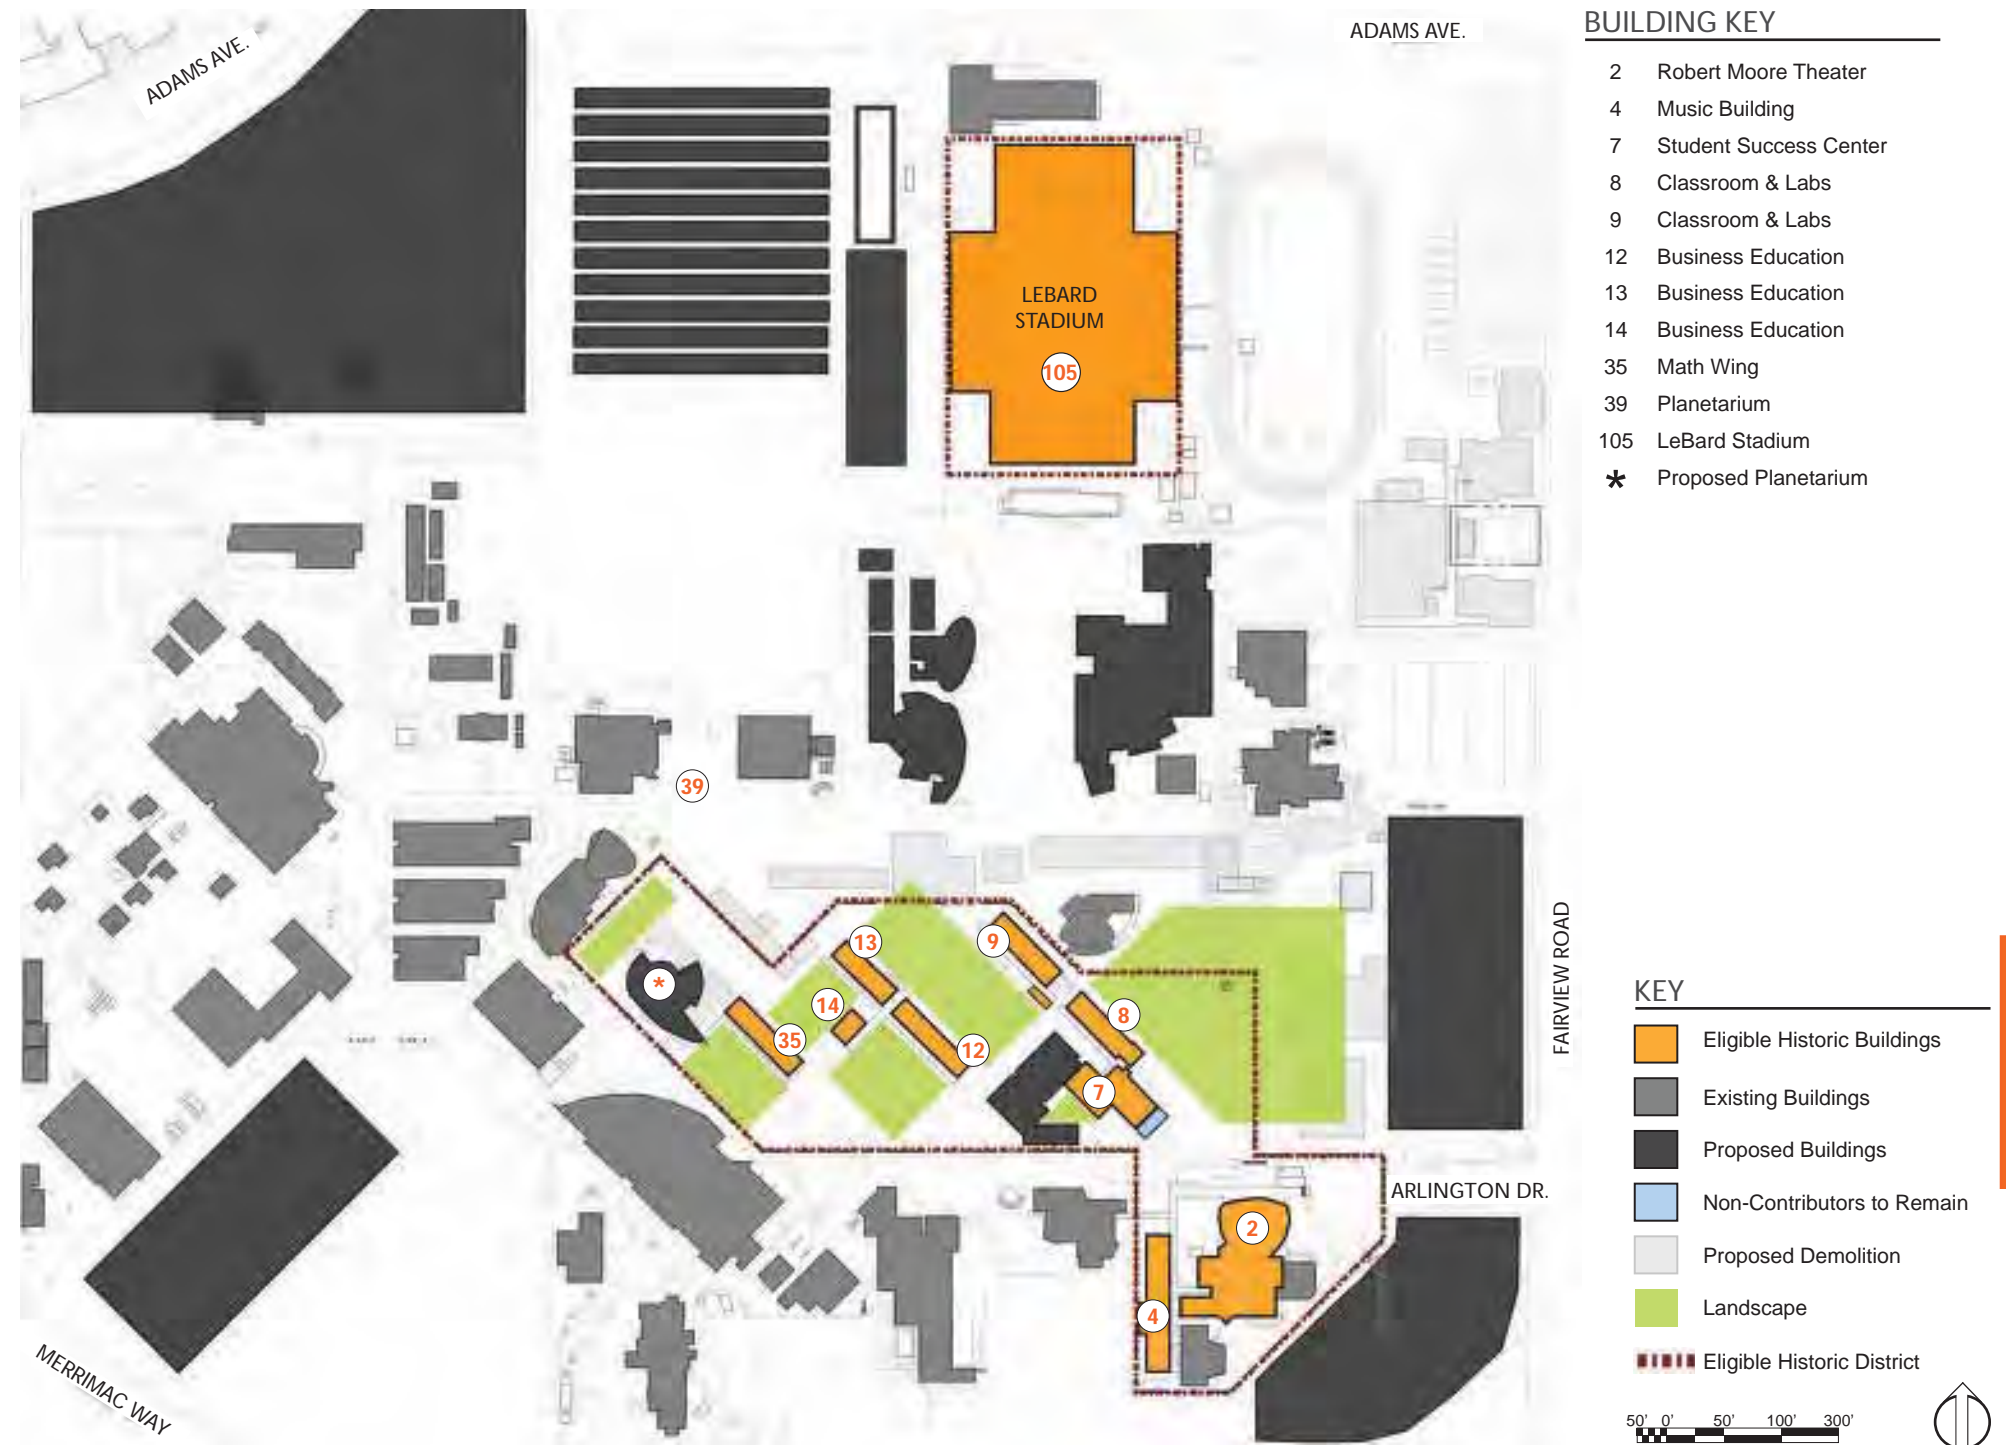 ADAMS AVE.
ADAMS AVE.
LEBARD
STADIUM
105
39
13
9
*
14
8
35
12
7
2
4
FAIRVIEW ROAD
ARLINGTON DR.
MERRIMAC WAY
BUILDING KEY
2 Robert Moore Theater
4 Music Building
7 Student Success Center
8 Classroom & Labs
9 Classroom & Labs
12 Business Education
13 Business Education
14 Business Education
35 Math Wing
39 Planetarium
105 LeBard Stadium
* Proposed Planetarium
KEY
Eligible Historic Buildings
Existing Buildings
Proposed Buildings
Non-Contributors to Remain
Proposed Demolition
Landscape
Eligible Historic District
50' 0' 50' 100' 300'